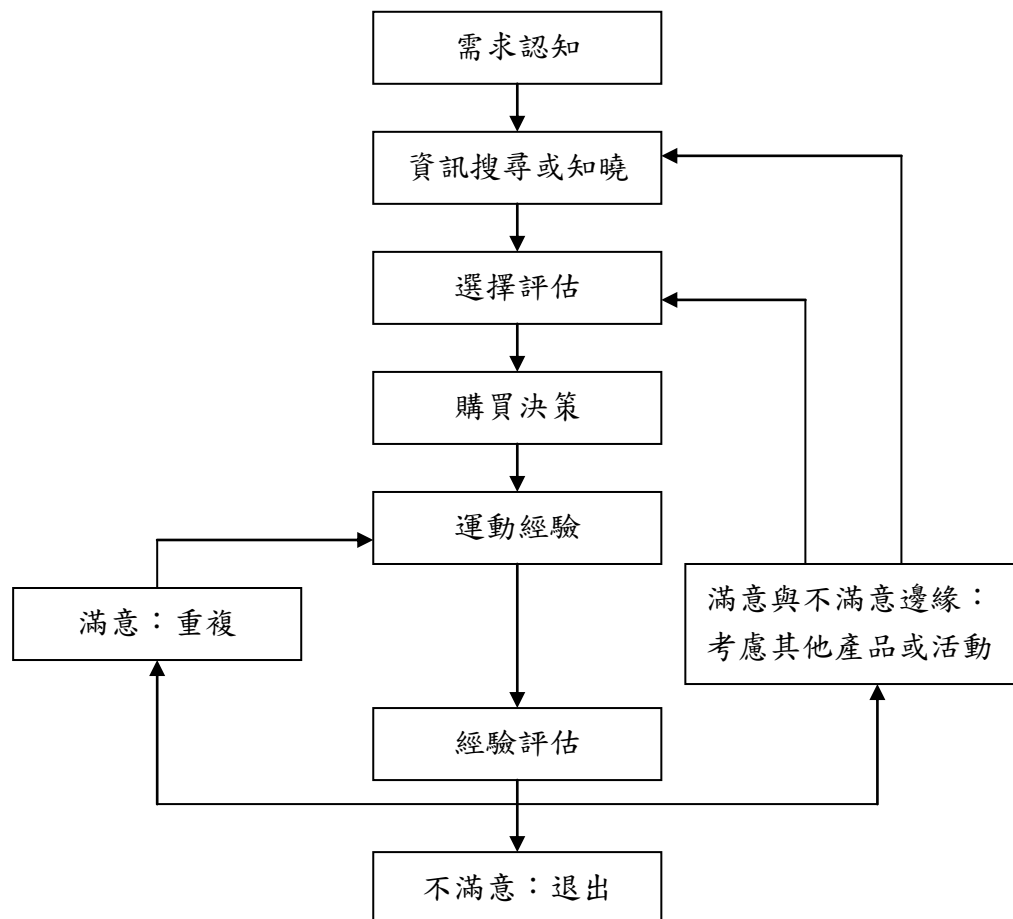 需求認知
資訊搜尋或知曉
選擇評估
購買決策
運動經驗
滿意：重複
滿意與不滿意邊緣：
考慮其他產品或活動
經驗評估
不滿意：退出